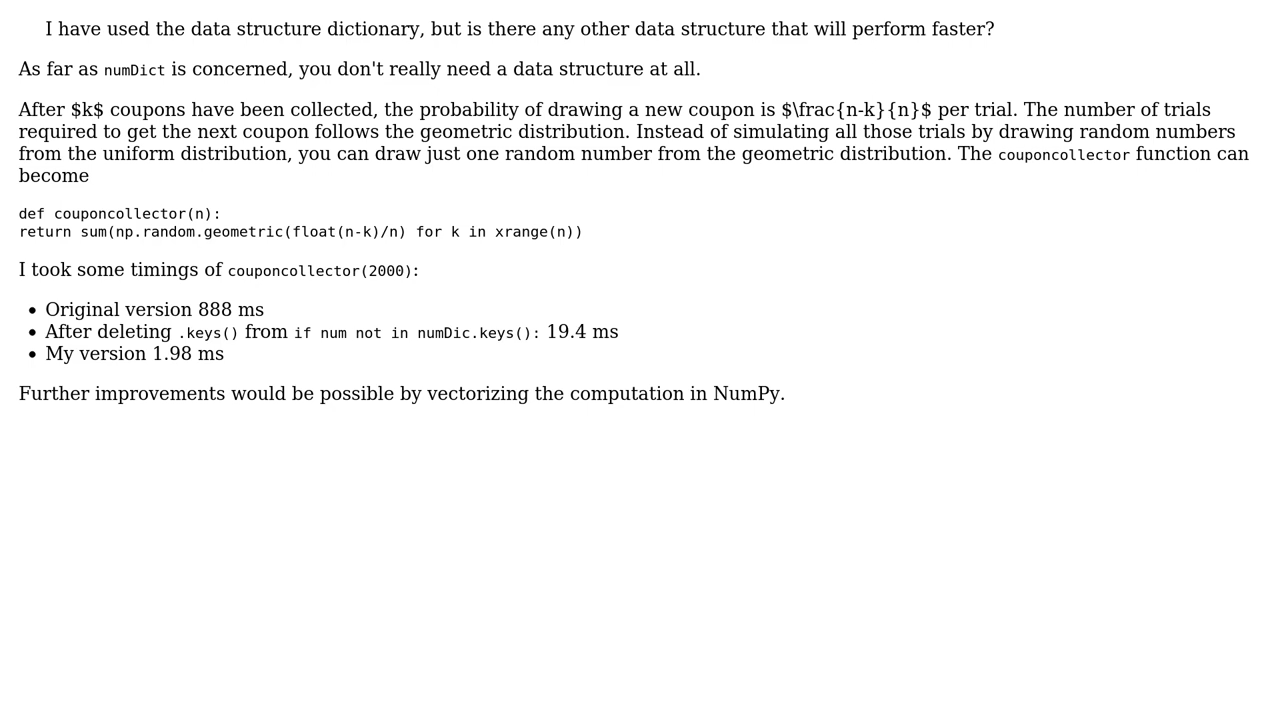 I have used the data structure dictionary, but is there any other data structure that will perform faster?
As far as numDict is concerned, you don't really need a data structure at all.
After $k$ coupons have been collected, the probability of drawing a new coupon is $\frac{n-k}{n}$ per trial. The number of trials
required to get the next coupon follows the geometric distribution. Instead of simulating all those trials by drawing random numbers
from the uniform distribution, you can draw just one random number from the geometric distribution. The couponcollector function can
become
def couponcollector(n):
return sum(np.random.geometric(float(n-k)/n) for k in xrange(n))
I took some timings of couponcollector(2000):
• Original version 888 ms
• After deleting .keys() from if num not in numDic.keys(): 19.4 ms
• My version 1.98 ms
Further improvements would be possible by vectorizing the computation in NumPy.